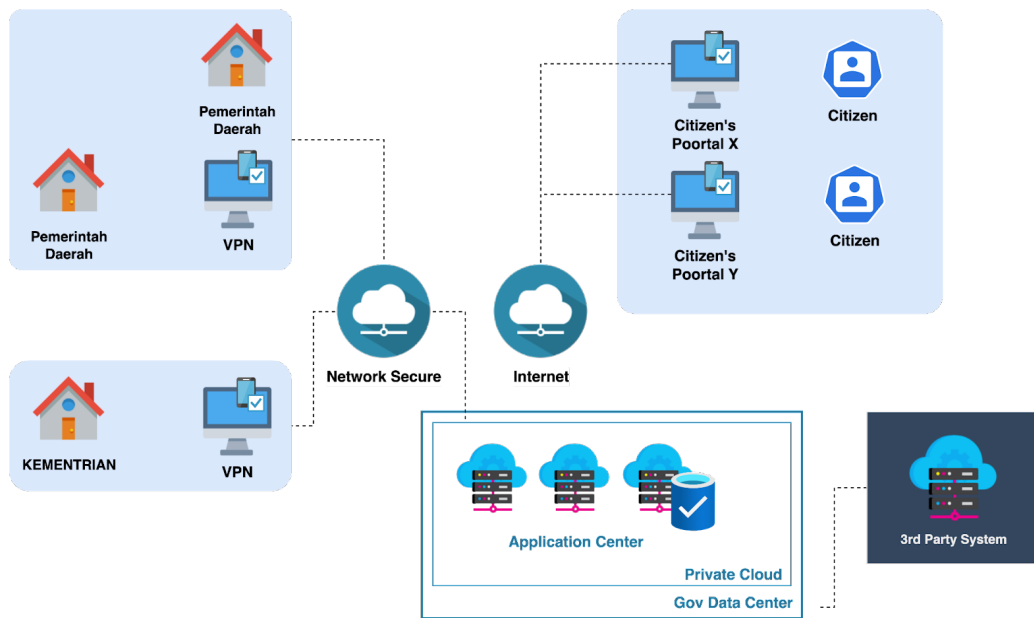 Pemerintah
Daerah
Pemerintah
Daerah
VPN
Citizen's
Poortal X
Citizen
Citizen's
Poortal Y
Citizen
Network Secure
Internet
KEMENTRIAN
VPN
Application Center
Private Cloud
Gov Data Center
3rd Party System